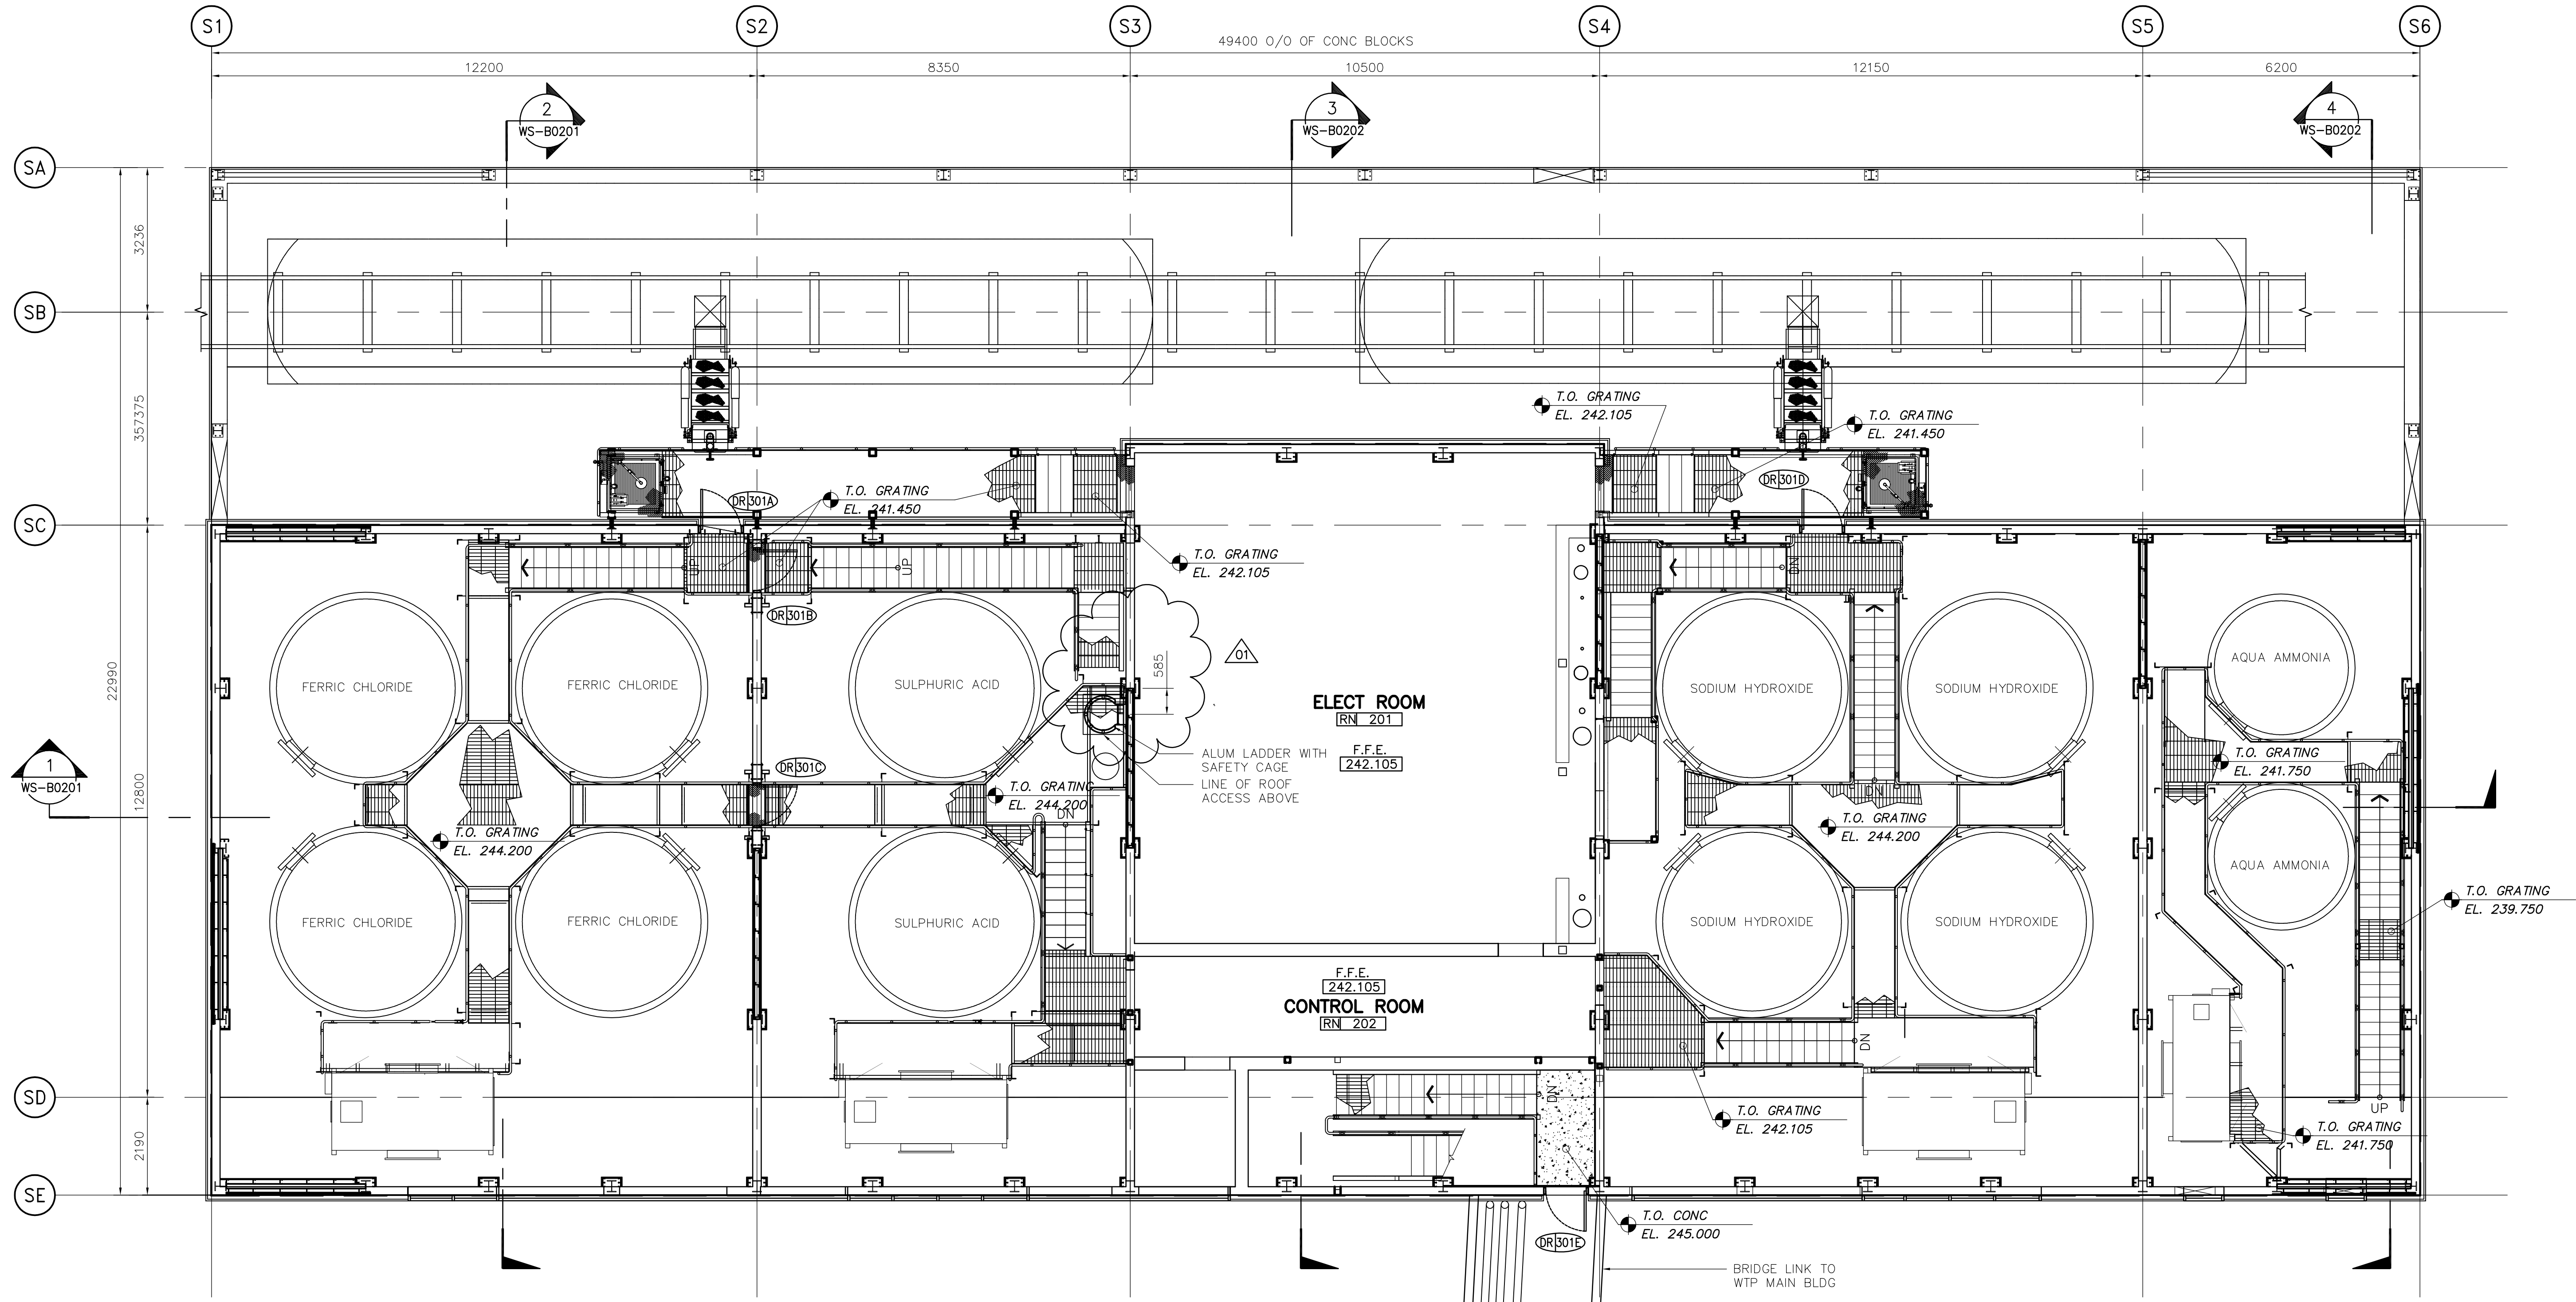 S1
S2
S3
S4
S5
S6
49400 O/O OF CONC BLOCKS
12200
8350
10500
12150
6200
2
WS-B0201
3
WS-B0202
4
WS-B0202
SA
SB
SC
SD
SE
3236
357375
22990
12800
2190
T.O. GRATING
EL. 242.105
T.O. GRATING
EL. 241.450
DR 301A
T.O. GRATING
EL. 241.450
DR 301D
T.O. GRATING
EL. 242.105
UP
UP
DN
DR 301B
01
585
FERRIC CHLORIDE
FERRIC CHLORIDE
SULPHURIC ACID
SODIUM HYDROXIDE
SODIUM HYDROXIDE
AQUA AMMONIA
ELECT ROOM
RN 201
F.F.E.
242.105
ALUM LADDER WITH
SAFETY CAGE
LINE OF ROOF
ACCESS ABOVE
1
WS-B0201
DR 301C
T.O. GRATING
EL. 244.200
DN
T.O. GRATING
EL. 244.200
DN
T.O. GRATING
EL. 244.200
T.O. GRATING
EL. 241.750
AQUA AMMONIA
T.O. GRATING
EL. 239.750
FERRIC CHLORIDE
FERRIC CHLORIDE
SULPHURIC ACID
SODIUM HYDROXIDE
SODIUM HYDROXIDE
F.F.E.
242.105
CONTROL ROOM
RN 202
DN
DN
UP
T.O. GRATING
EL. 242.105
T.O. GRATING
EL. 241.750
T.O. CONC
EL. 245.000
DR 301E
BRIDGE LINK TO
WTP MAIN BLDG